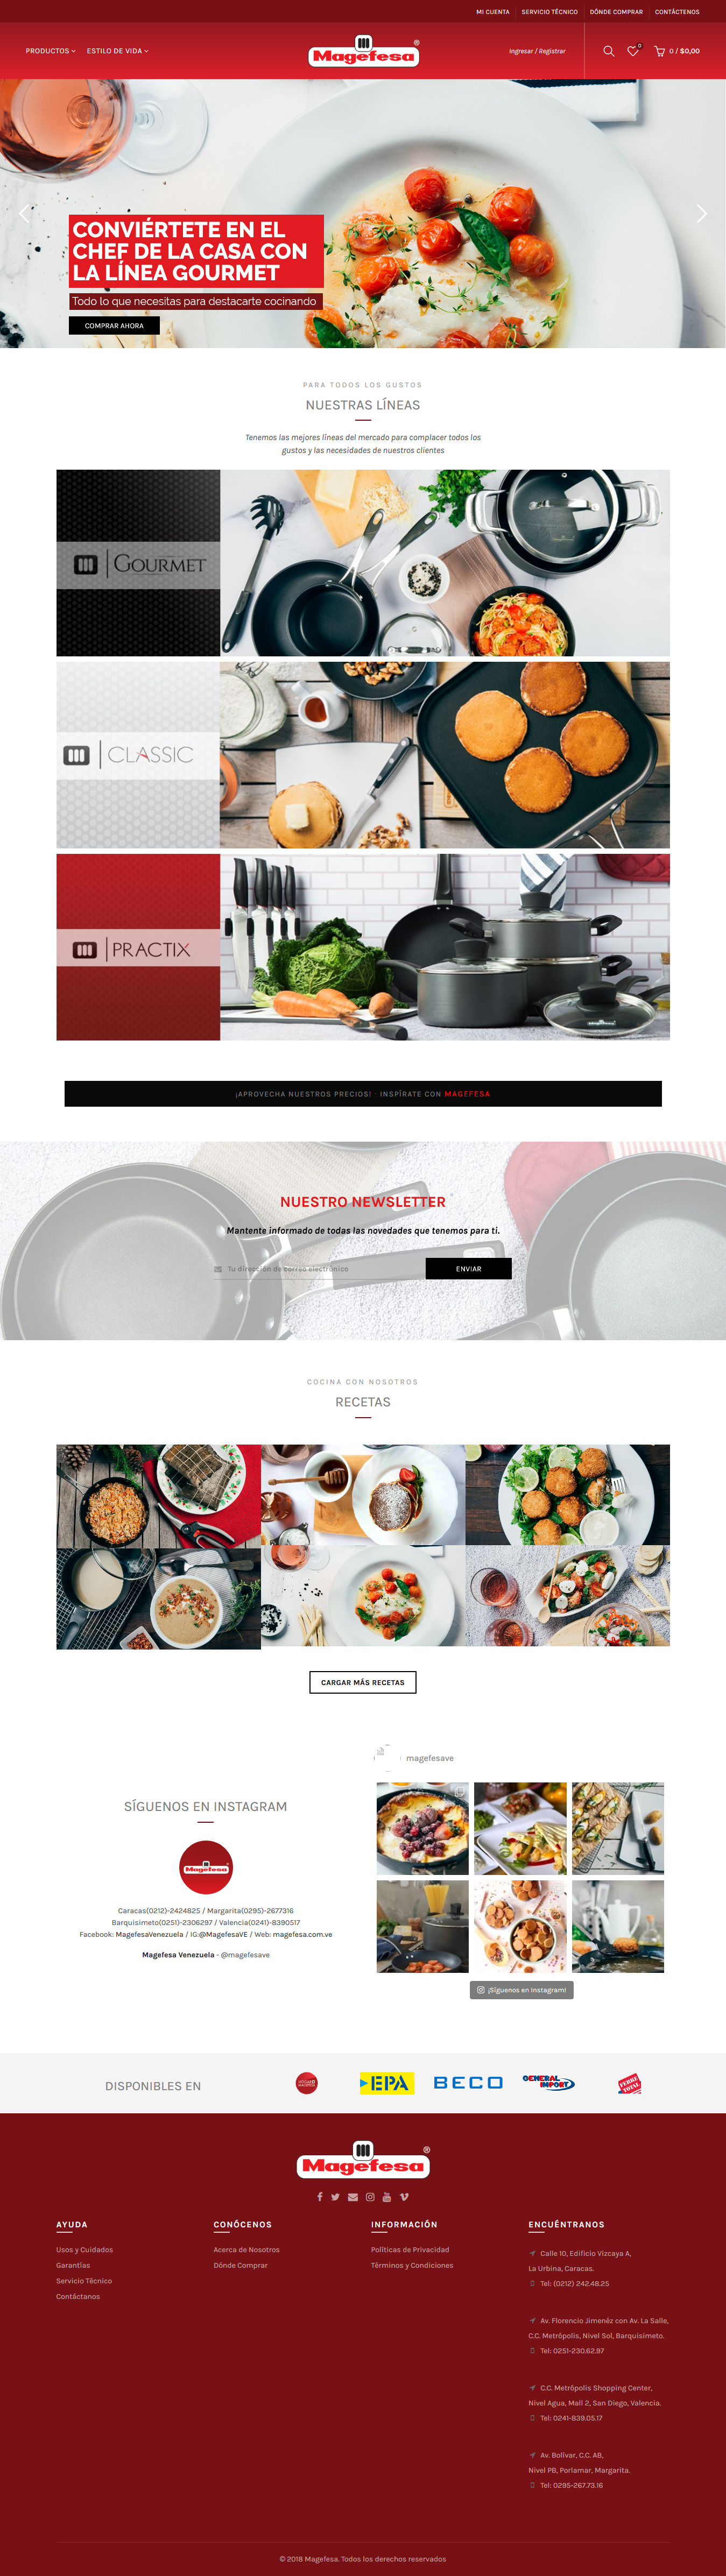 MI CUENTA
SERVICIO TÉCNICO
DÓNDE COMPRAR
CONTÁCTENOS
PRODUCTOS
ESTILO DE VIDA
Magefesa ®
Ingresar / Registrar
0
0 / $0,00
CONVIÉRTETE EN EL
CHEF DE LA CASA CON
LA LÍNEA GOURMET
Todo lo que necesitas para destacarte cocinando
COMPRAR AHORA
PARA TODOS LOS GUSTOS
NUESTRAS LÍNEAS
Tenemos las mejores líneas del mercado para complacer todos los
gustos y las necesidades de nuestros clientes
GOURMET
CLASSIC
PRACTIX
¡APROVECHA NUESTROS PRECIOS! INSPÍRATE CON MAGEFESA
NUESTRO NEWSLETTER
Mantente informado de todas las novedades que tenemos para ti.
Tu dirección de correo electrónico
ENVIAR
COCINA CON NOSOTROS
RECETAS
CARGAR MÁS RECETAS
magefesave
SÍGUENOS EN INSTAGRAM
Magefesa
Caracas(0212)-2424825 / Margarita(0295)-2677316
Barquisimeto(0251)-2306297 / Valencia(0241)-8390517
Facebook: MagefesaVenezuela / IG:@MagefesaVE / Web: magefesa.com.ve
Magefesa Venezuela - @magefesave
¡Síguenos en Instagram!
DISPONIBLES EN
EPA
BECO
GENERAL IMPORT
FERRE TOTAL
Magefesa ®
AYUDA
Usos y Cuidados
Garantías
Servicio Técnico
Contáctanos
CONÓCENOS
Acerca de Nosotros
Dónde Comprar
INFORMACIÓN
Políticas de Privacidad
Términos y Condiciones
ENCUÉNTRANOS
Calle 10, Edificio Vizcaya A,
La Urbina, Caracas.
Tel: (0212) 242.48.25
Av. Florencio Jimenéz con Av. La Salle,
C.C. Metrópolis, Nivel Sol, Barquisimeto.
Tel: 0251-230.62.97
C.C. Metrópolis Shopping Center,
Nivel Agua, Mall 2, San Diego, Valencia.
Tel: 0241-839.05.17
Av. Bolívar, C.C. AB,
Nivel PB, Porlamar, Margarita.
Tel: 0295-267.73.16
© 2018 Magefesa. Todos los derechos reservados